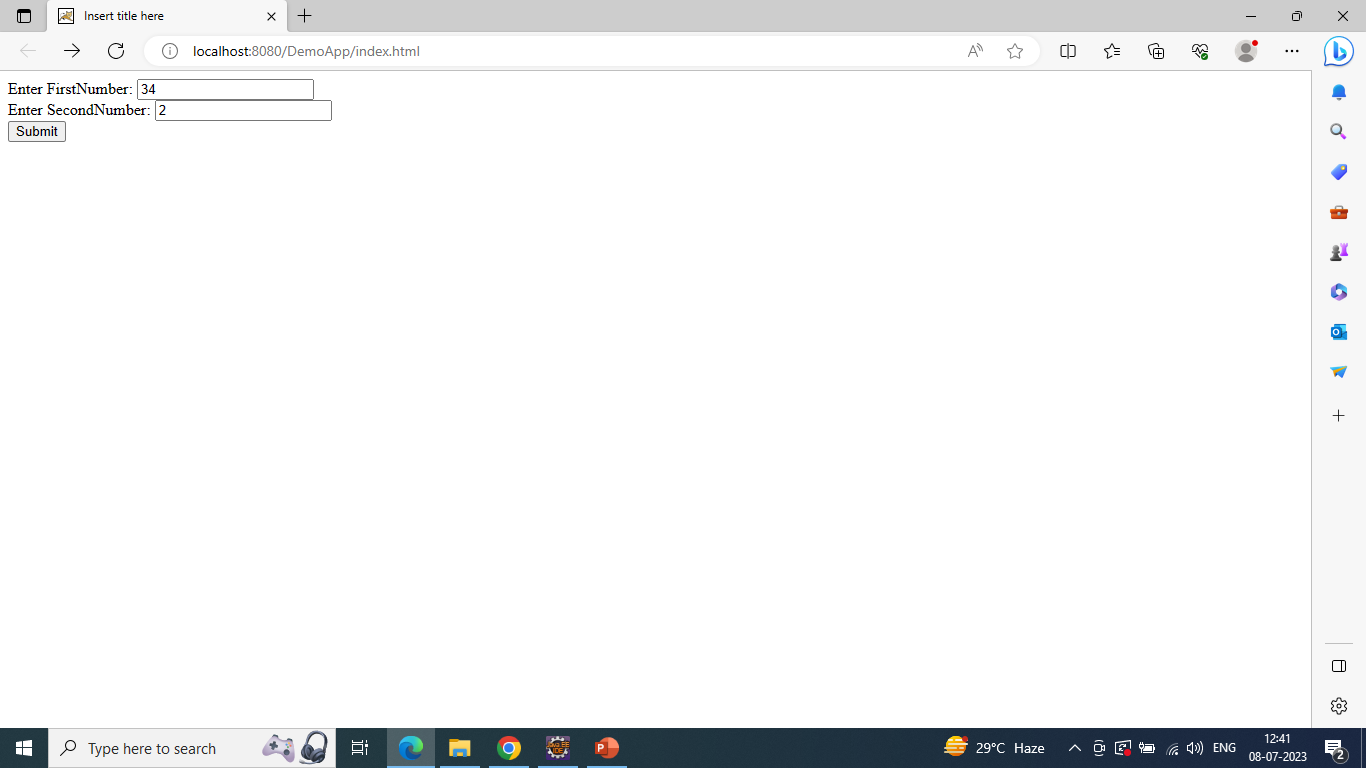 Insert title here
localhost:8080/DemoApp/index.html
Enter FirstNumber: 34
Enter SecondNumber: 2
Submit
Type here to search
29°C Haze
ENG
12:41
08-07-2023
2